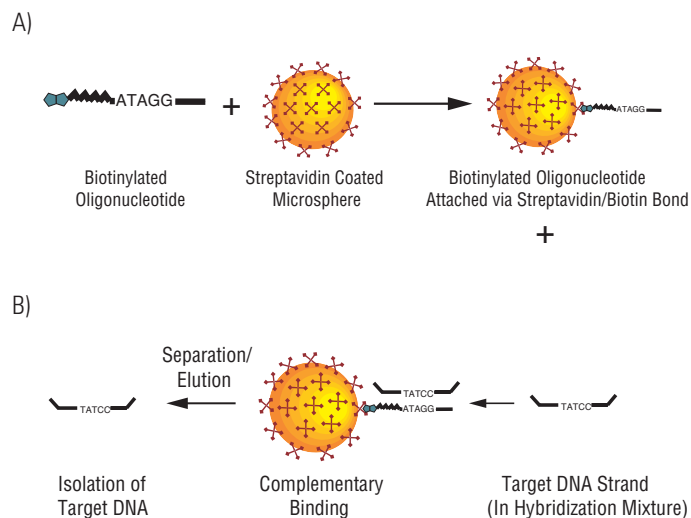 A)
ATAGG
+
ATAGG
Biotinylated
Oligonucleotide
Streptavidin Coated
Microsphere
Biotinylated Oligonucleotide
Attached via Streptavidin/Biotin Bond
+
B)
Separation/
Elution
TATCC
TATCC
ATAGG
TATCC
Isolation of
Target DNA
Complementary
Binding
Target DNA Strand
(In Hybridization Mixture)